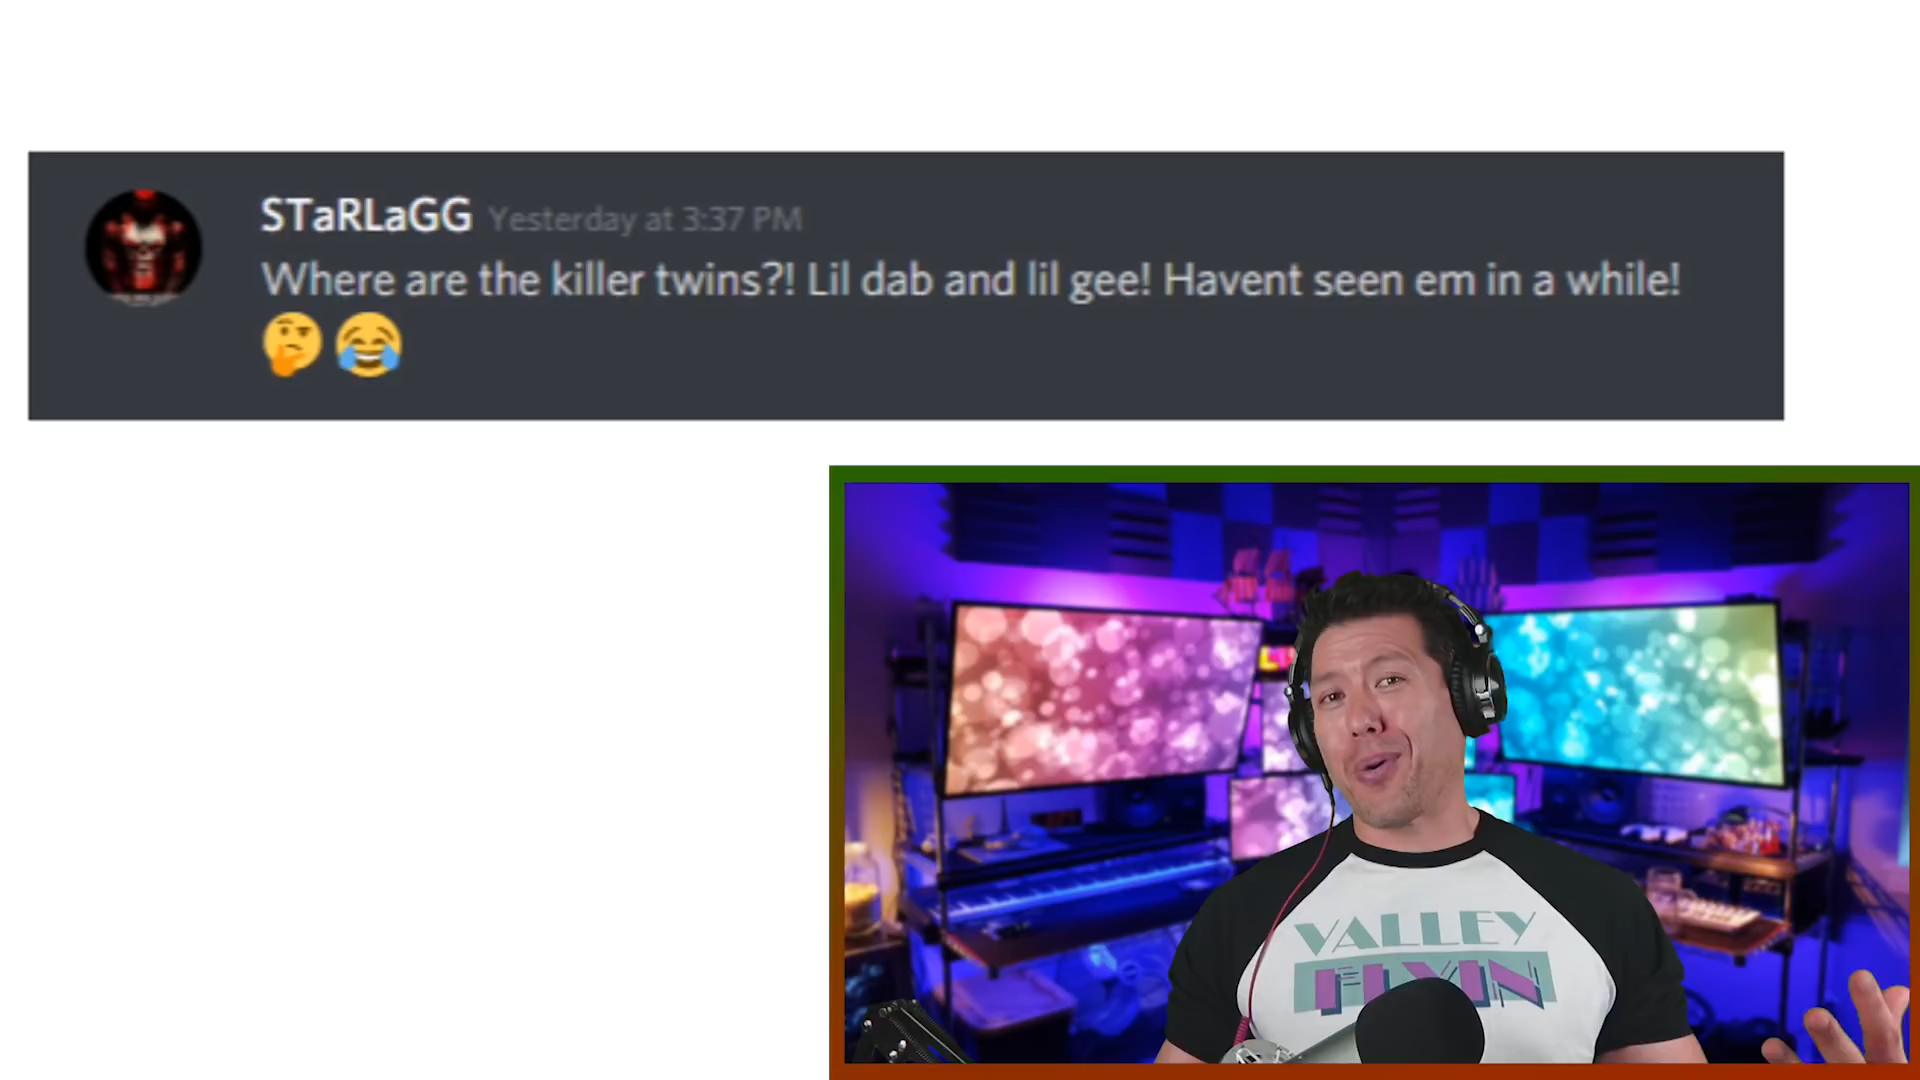 STaRLaGG Yesterday at 3:37 PM
Where are the killer twins?! Lil dab and lil gee! Havent seen em in a while!
🤔 😂
VALLEY
FLYIN